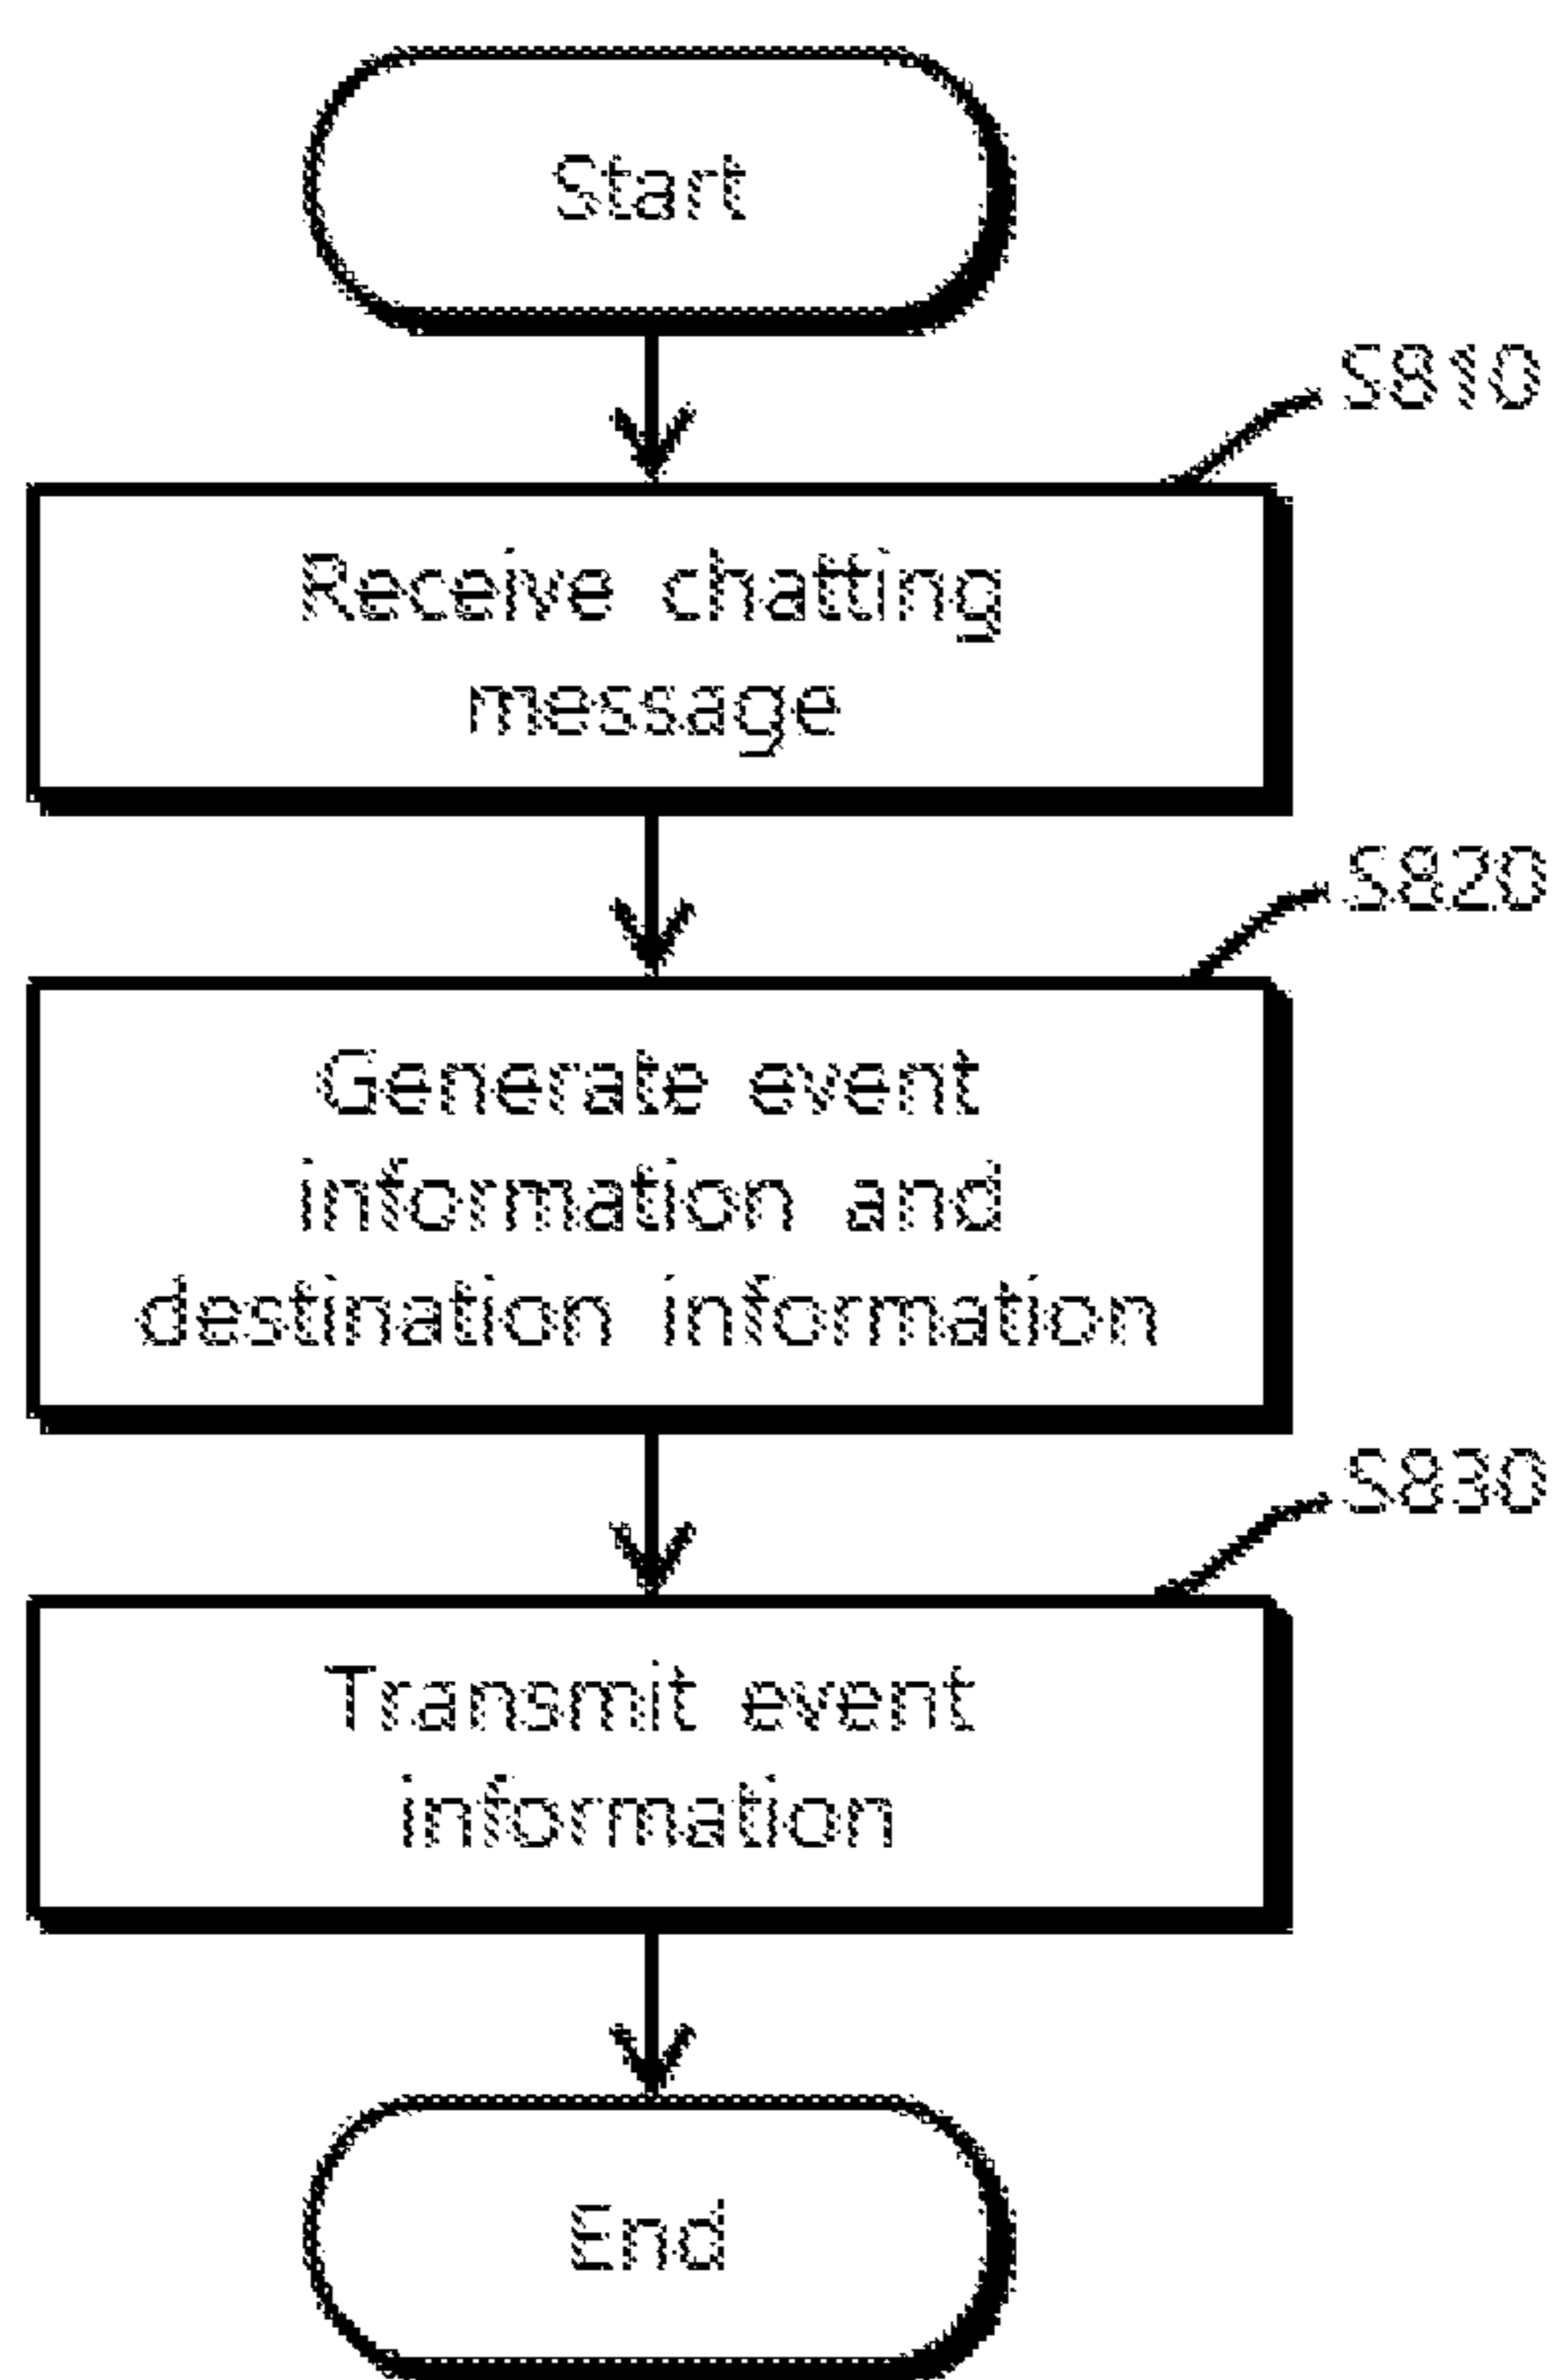 Start
S810
Receive chatting
message
S820
Generate event
information and
destination information
S830
Transmit event
information
End